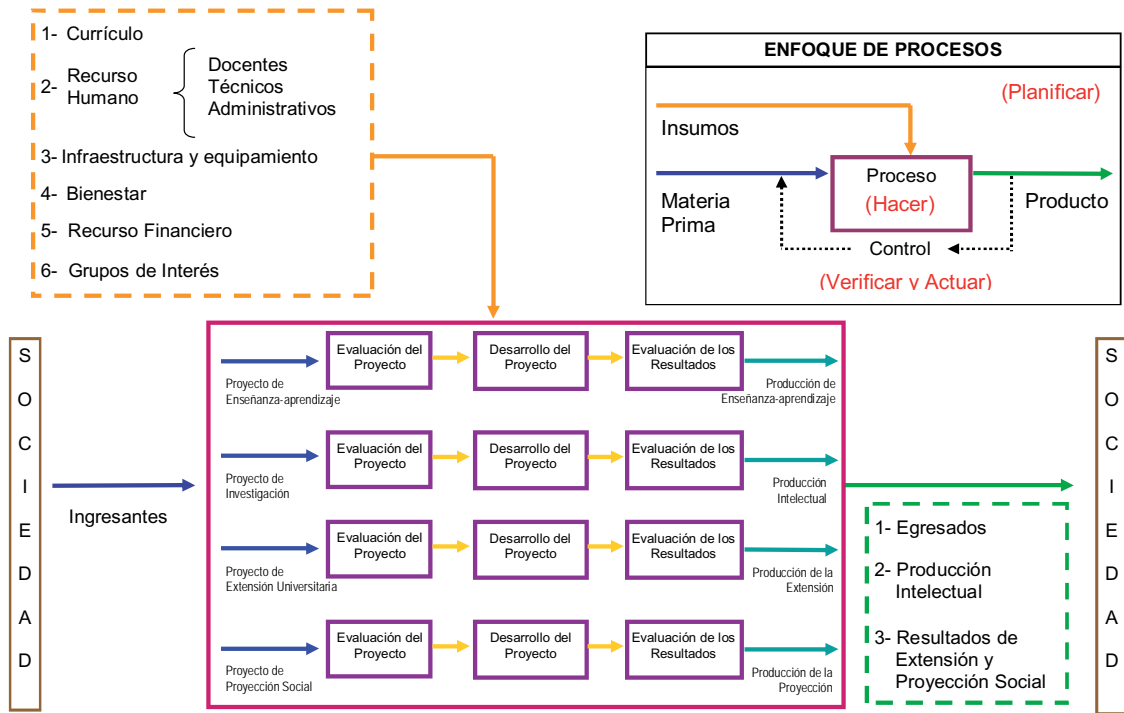 1- Currículo
2- Recurso
Humano
Docentes
Técnicos
Administrativos
3- Infraestructura y equipamiento
4- Bienestar
5- Recurso Financiero
6- Grupos de Interés
ENFOQUE DE PROCESOS
(Planificar)
Insumos
Proceso
(Hacer)
Materia
Prima
Producto
Control
(Verificar y Actuar)
SOCIEDAD
Ingresantes
Proyecto de
Enseñanza-aprendizaje
Evaluación del
Proyecto
Desarrollo del
Proyecto
Evaluación de los
Resultados
Producción de
Enseñanza-aprendizaje
Proyecto de
Investigación
Evaluación del
Proyecto
Desarrollo del
Proyecto
Evaluación de los
Resultados
Producción
Intelectual
Proyecto de
Extensión Universitaria
Evaluación del
Proyecto
Desarrollo del
Proyecto
Evaluación de los
Resultados
Producción de la
Extensión
Proyecto de
Proyección Social
Evaluación del
Proyecto
Desarrollo del
Proyecto
Evaluación de los
Resultados
Producción de la
Proyección
1- Egresados
2- Producción
Intelectual
3- Resultados de
Extensión y
Proyección Social
SOCIEDAD